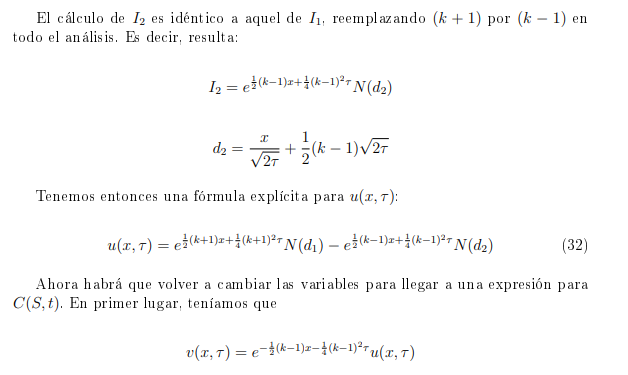 El cálculo de $I_2$ es idéntico a aquel de $I_1$, reemplazando $(k+1)$ por $(k-1)$ en
todo el análisis. Es decir, resulta:
$I_2 = e^{\frac{1}{2}(k-1)x+\frac{1}{4}(k-1)^2\tau} N(d_2)$
$d_2 = \frac{x}{\sqrt{2\tau}} + \frac{1}{2}(k-1)\sqrt{2\tau}$
Tenemos entonces una fórmula explícita para $u(x,\tau)$:
$u(x,\tau) = e^{\frac{1}{2}(k+1)x+\frac{1}{4}(k+1)^2\tau} N(d_1) - e^{\frac{1}{2}(k-1)x+\frac{1}{4}(k-1)^2\tau} N(d_2)$ (32)
Ahora habrá que volver a cambiar las variables para llegar a una expresión para
$C(S,t)$. En primer lugar, teníamos que
$v(x,\tau) = e^{-\frac{1}{2}(k-1)x-\frac{1}{4}(k-1)^2\tau} u(x,\tau)$